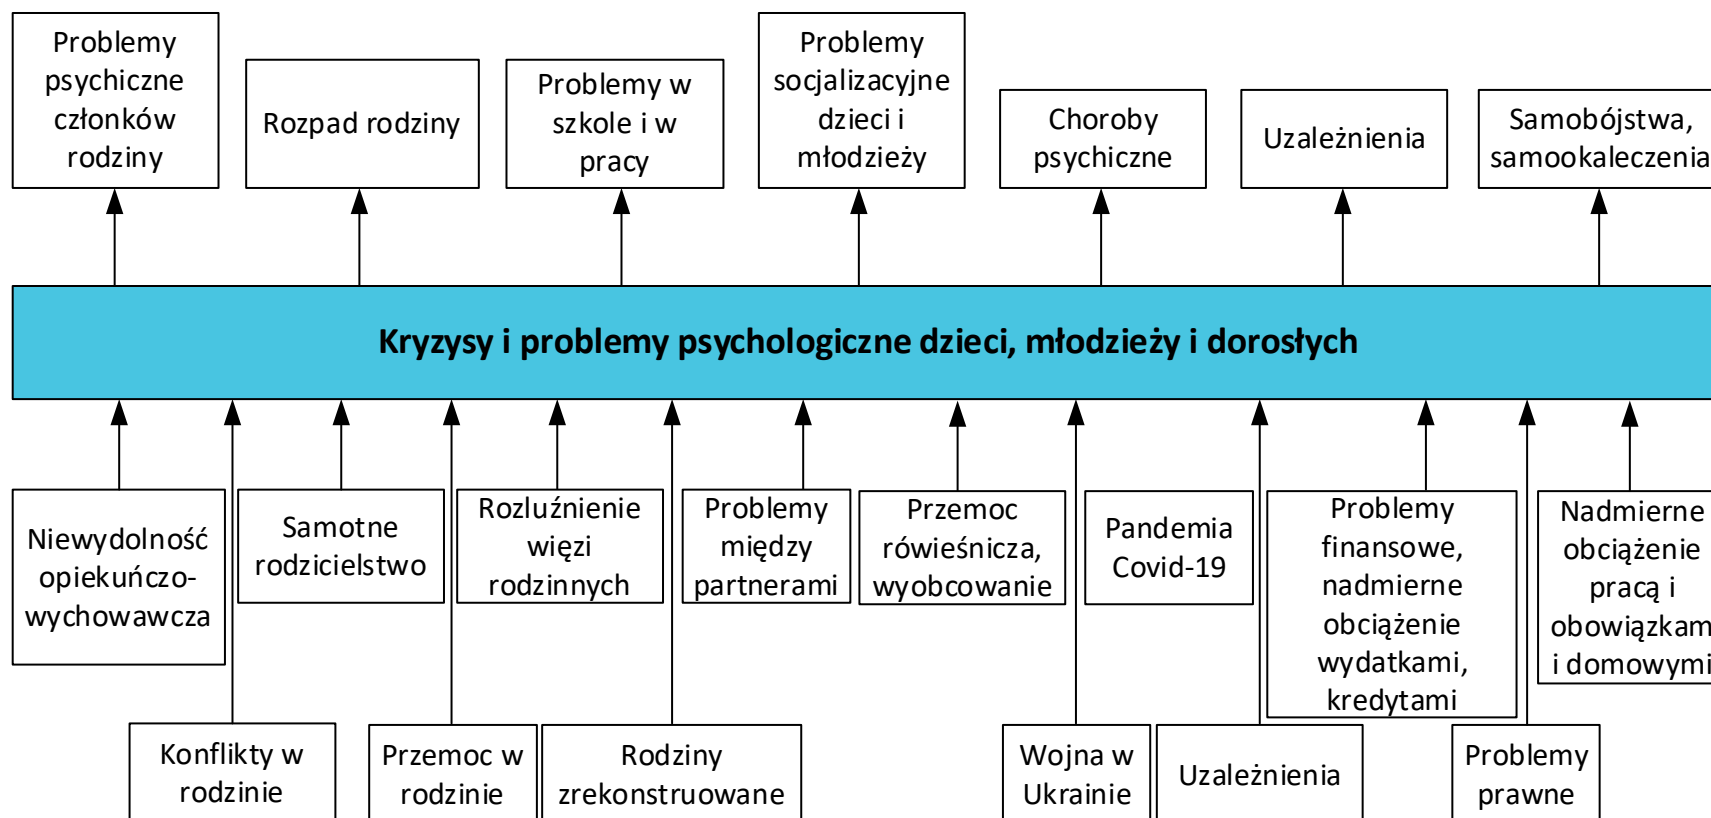 Problemy
psychiczne
członków
rodziny
Rozpad rodziny
Problemy w
szkole i w
pracy
Problemy
socjalizacyjne
dzieci i
młodzieży
Choroby
psychiczne
Uzależnienia
Samobójstwa,
samookaleczenia
Kryzysy i problemy psychologiczne dzieci, młodzieży i dorosłych
Niewydolność
opiekuńczo-
wychowawcza
Samotne
rodzicielstwo
Rozluźnienie
więzi
rodzinnych
Problemy
między
partnerami
Przemoc
rówieśnicza,
wyobcowanie
Pandemia
Covid-19
Problemy
finansowe,
nadmierne
obciążenie
wydatkami,
kredytami
Nadmierne
obciążenie
pracą i
obowiązkam
i domowymi
Konflikty w
rodzinie
Przemoc w
rodzinie
Rodziny
zrekonstruowane
Wojna w
Ukrainie
Uzależnienia
Problemy
prawne